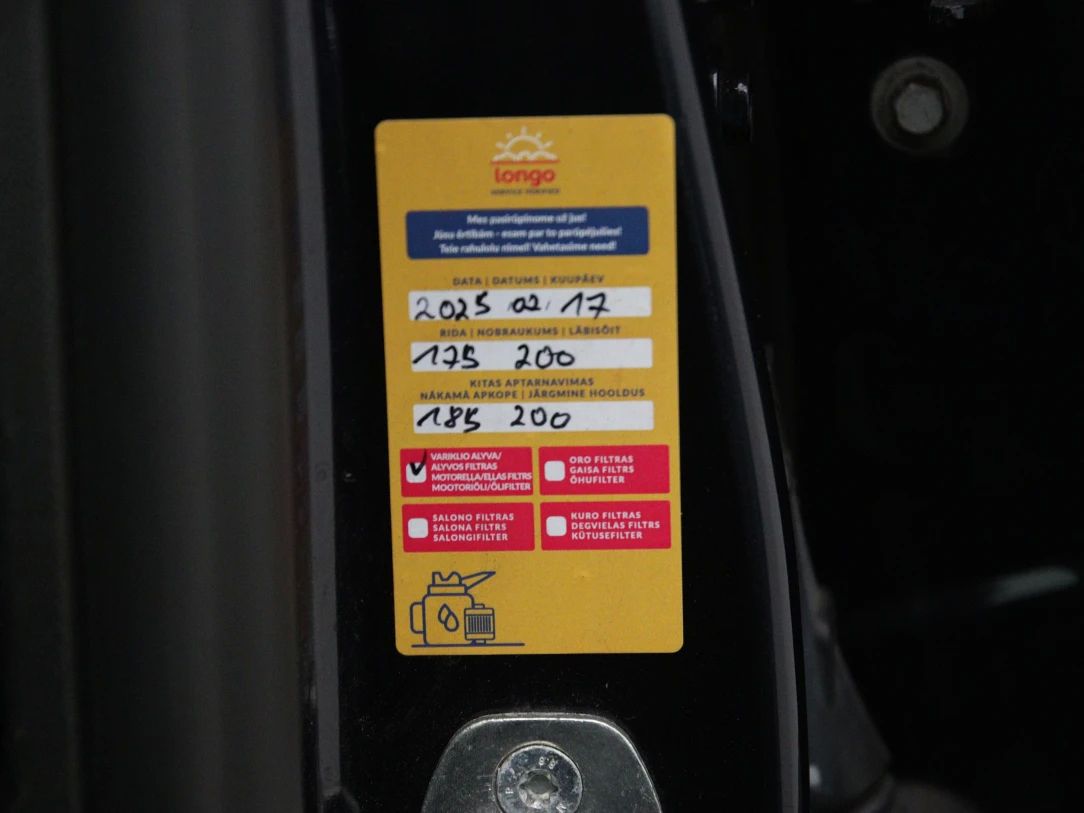 longo
Mes pasirūpinome už jus!
Jūsu ērtībām - esam par to parūpējušies!
Teie rahulolu nimel! Vahetasime need!
DATA | DATUMS | KUUPÄEV
2025 02. 17
RIDA | NOBRAUKUMS | LÄBISÕIT
175 200
KITAS APTARNAVIMAS
NĀKAMĀ APKOPE | JÄRGMINE HOOLDUS
185 200
VARIKLIO ALYVA/
ALYVOS FILTRAS
MOTOREĻĻA/EĻĻAS FILTRS
MOOTORIÕLI/ÕLIFILTER
ORO FILTRAS
GAISA FILTRS
ÕHUFILTER
SALONO FILTRAS
SALONA FILTRS
SALONGIFILTER
KURO FILTRAS
DEGVIELAS FILTRS
KÜTUSEFILTER